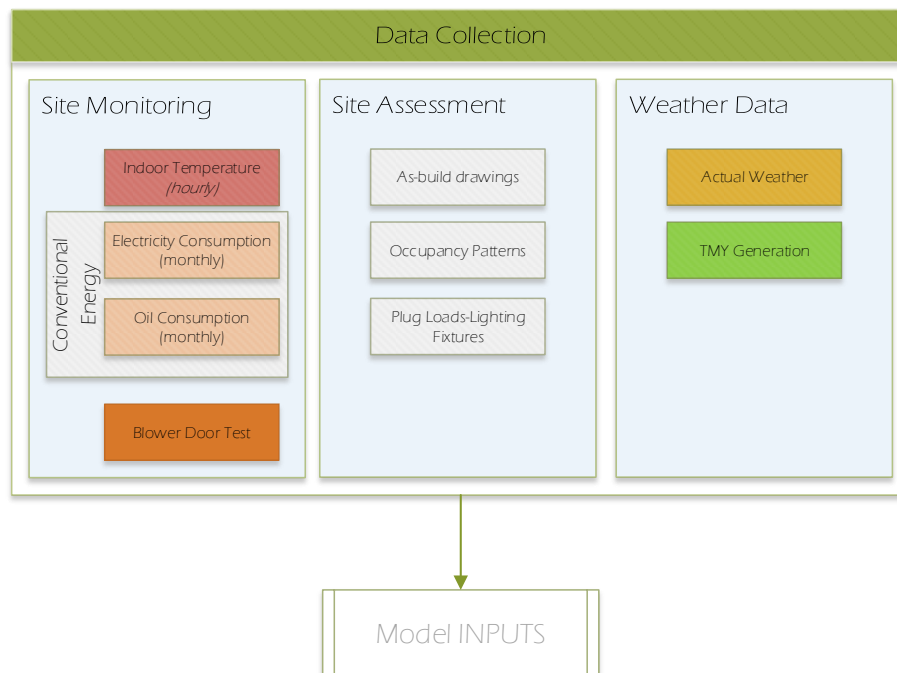 Data Collection
Site Monitoring
Indoor Temperature
(hourly)
Conventional
Energy
Electricity Consumption
(monthly)
Oil Consumption
(monthly)
Blower Door Test
Site Assessment
As-build drawings
Occupancy Patterns
Plug Loads-Lighting
Fixtures
Weather Data
Actual Weather
TMY Generation
Model INPUTS